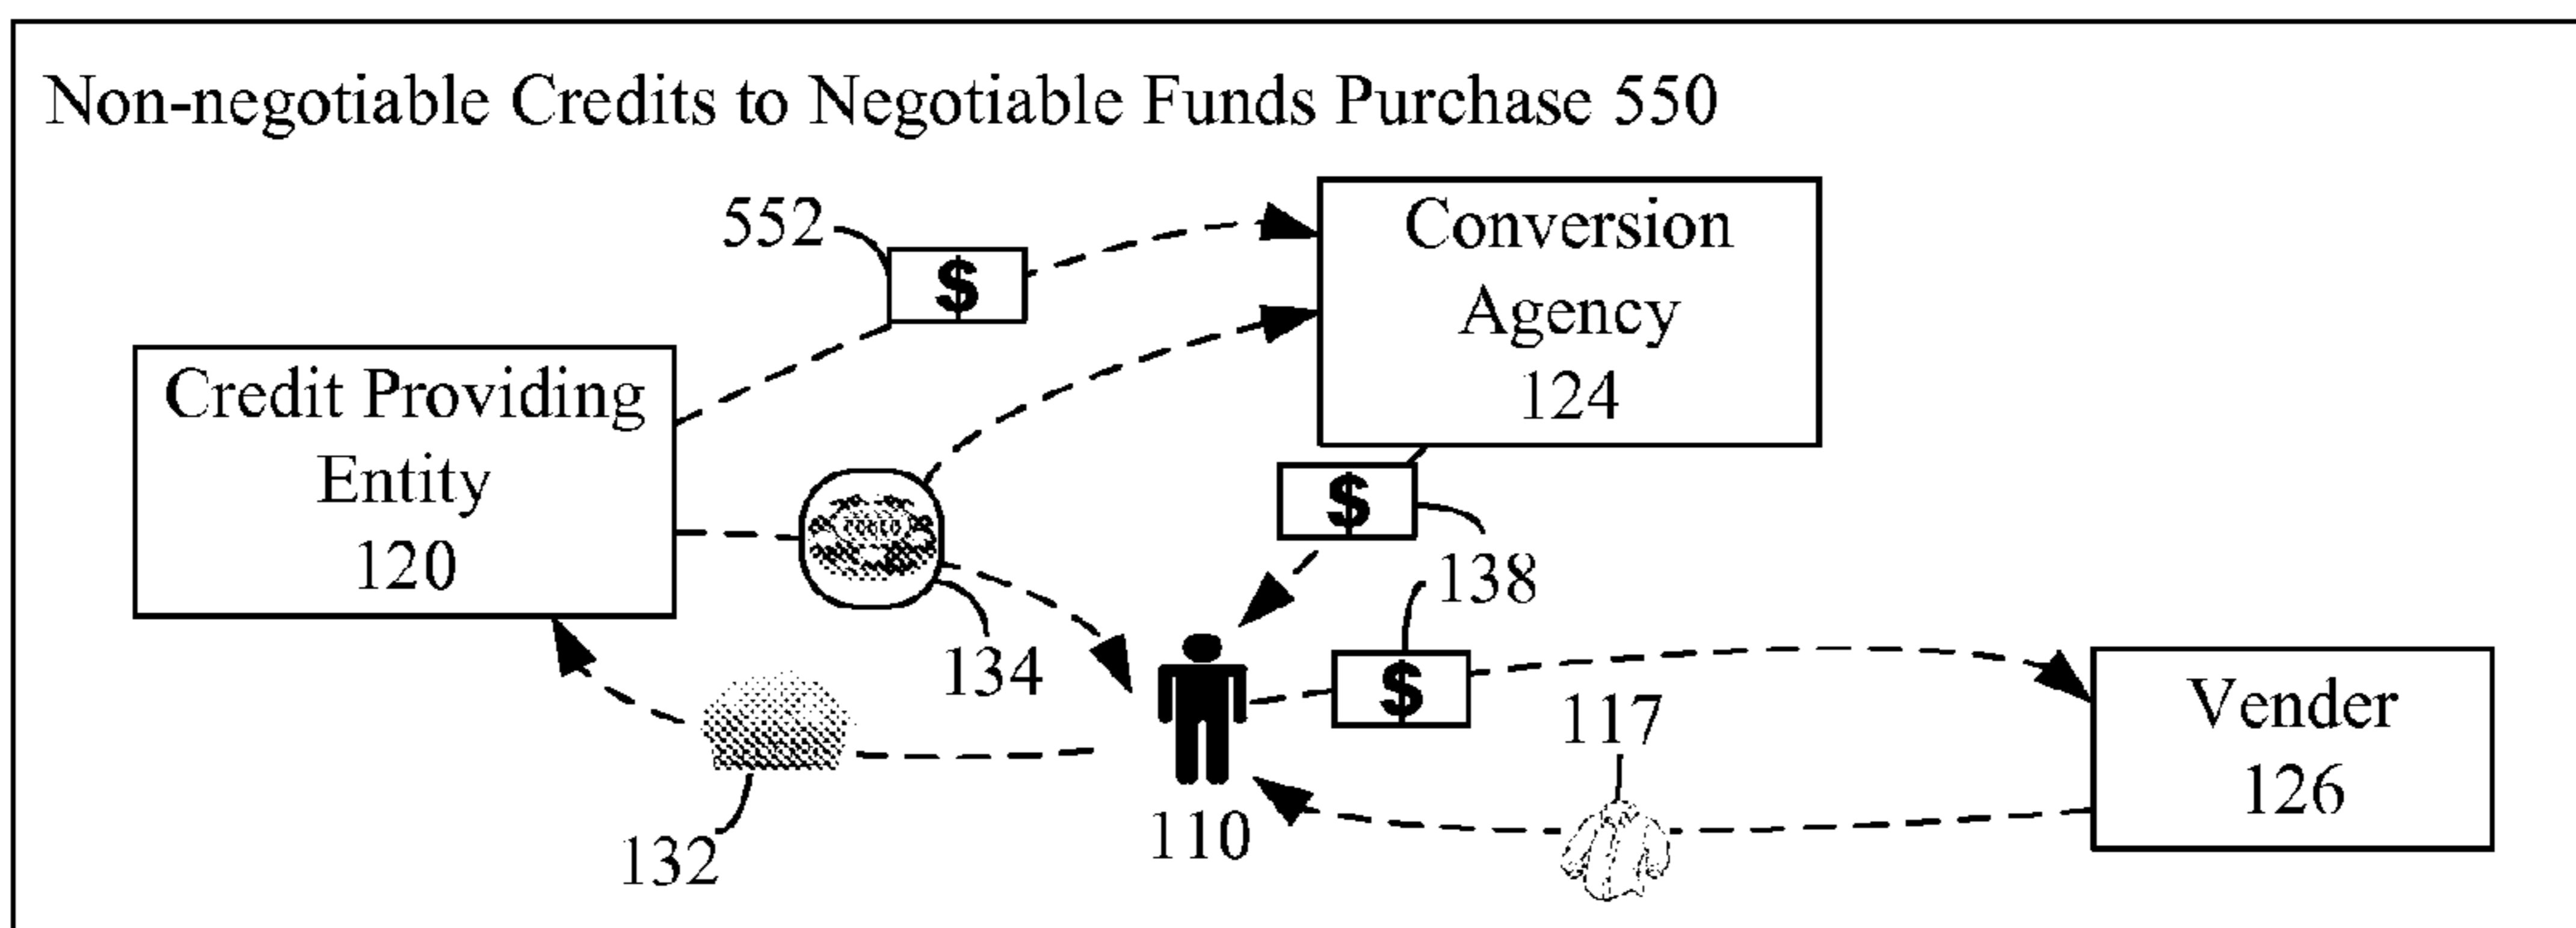 Non-negotiable Credits to Negotiable Funds Purchase 550
552
$
Conversion
Agency
124
Credit Providing
Entity
120
$
138
134
$
117
Vender
126
110
132